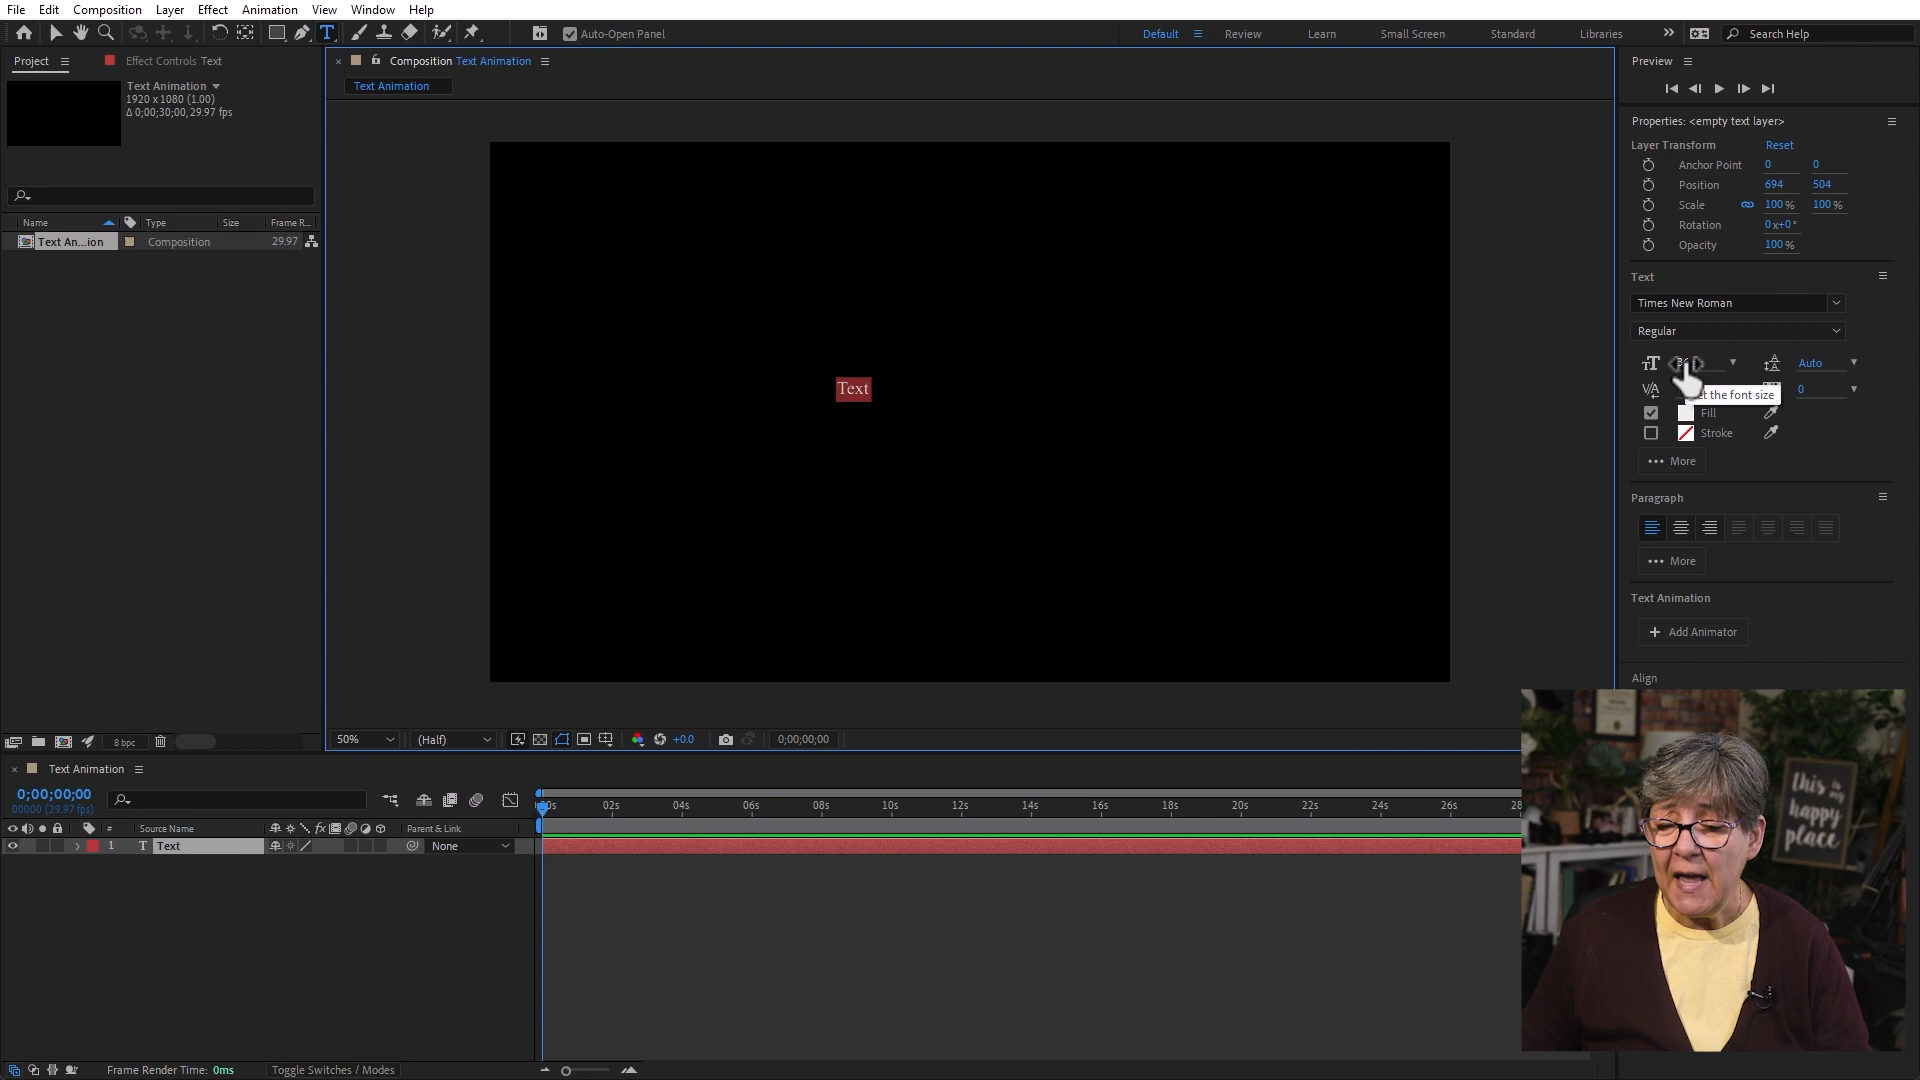 File Edit Composition Layer Effect Animation View Window Help
Auto-Open Panel
Default Review Learn Small Screen Standard Libraries Search Help
Project Effect Controls Text
Text Animation
1920 x 1080 (1.00)
Δ 0;00;30;00, 29.97 fps
Name Type Size Frame R...
Text An...ion Composition 29.97
8 bpc
Composition Text Animation
Text Animation
Text
50% (Half) +0.0 0;00;00;00
Preview
Properties: <empty text layer>
Layer Transform Reset
Anchor Point 0 0
Position 694 504
Scale 100 % 100 %
Rotation 0x+0°
Opacity 100 %
Text
Times New Roman
Regular
Auto
0
the font size
Fill
Stroke
More
Paragraph
More
Text Animation
Add Animator
Align
Text Animation
0;00;00;00
00000 (29.97 fps)
02s 04s 06s 08s 10s 12s 14s 16s 18s 20s 22s 24s 26s 28
# Source Name fx Parent & Link
1 T Text None
Frame Render Time: 0ms Toggle Switches / Modes
this is my
happy
place